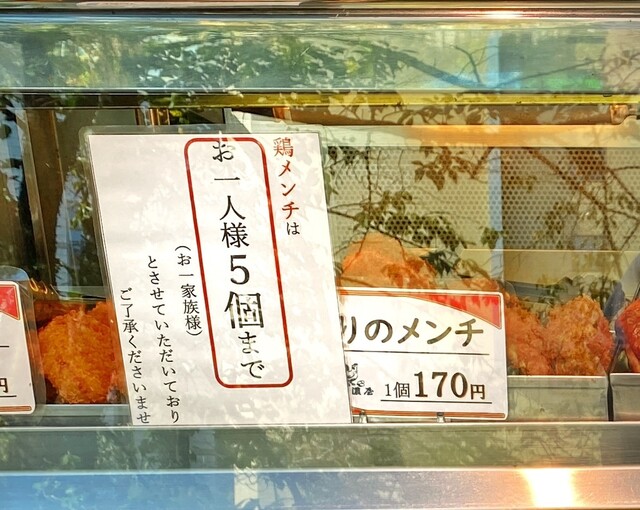 鶏メンチは
お一人様5個まで
(お一家族様)
とさせていただいており
ご了承くださいませ
りのメンチ
1個170円
円